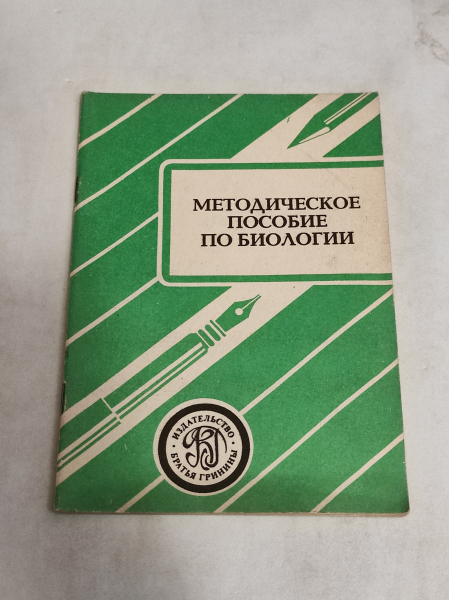 МЕТОДИЧЕСКОЕ
ПОСОБИЕ
ПО БИОЛОГИИ
• ИЗДАТЕЛЬСТВО •
БРАТЬЯ ГРИНИНЫ